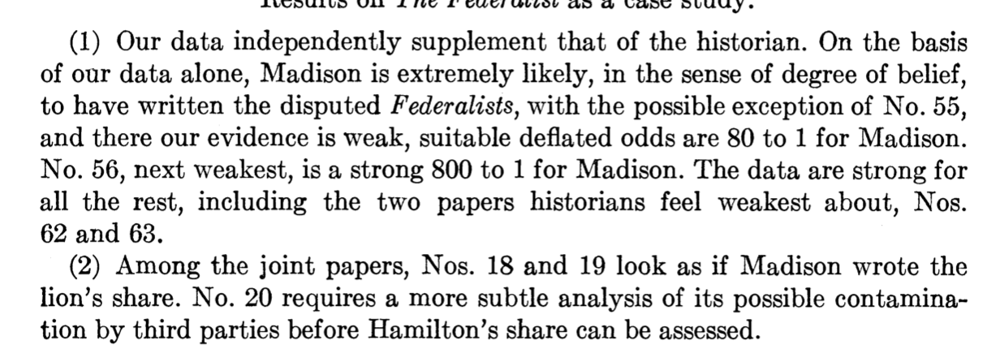 Results on The Federalist as a case study.
(1) Our data independently supplement that of the historian. On the basis
of our data alone, Madison is extremely likely, in the sense of degree of belief,
to have written the disputed Federalists, with the possible exception of No. 55,
and there our evidence is weak, suitable deflated odds are 80 to 1 for Madison.
No. 56, next weakest, is a strong 800 to 1 for Madison. The data are strong for
all the rest, including the two papers historians feel weakest about, Nos.
62 and 63.
(2) Among the joint papers, Nos. 18 and 19 look as if Madison wrote the
lion's share. No. 20 requires a more subtle analysis of its possible contamina-
tion by third parties before Hamilton's share can be assessed.